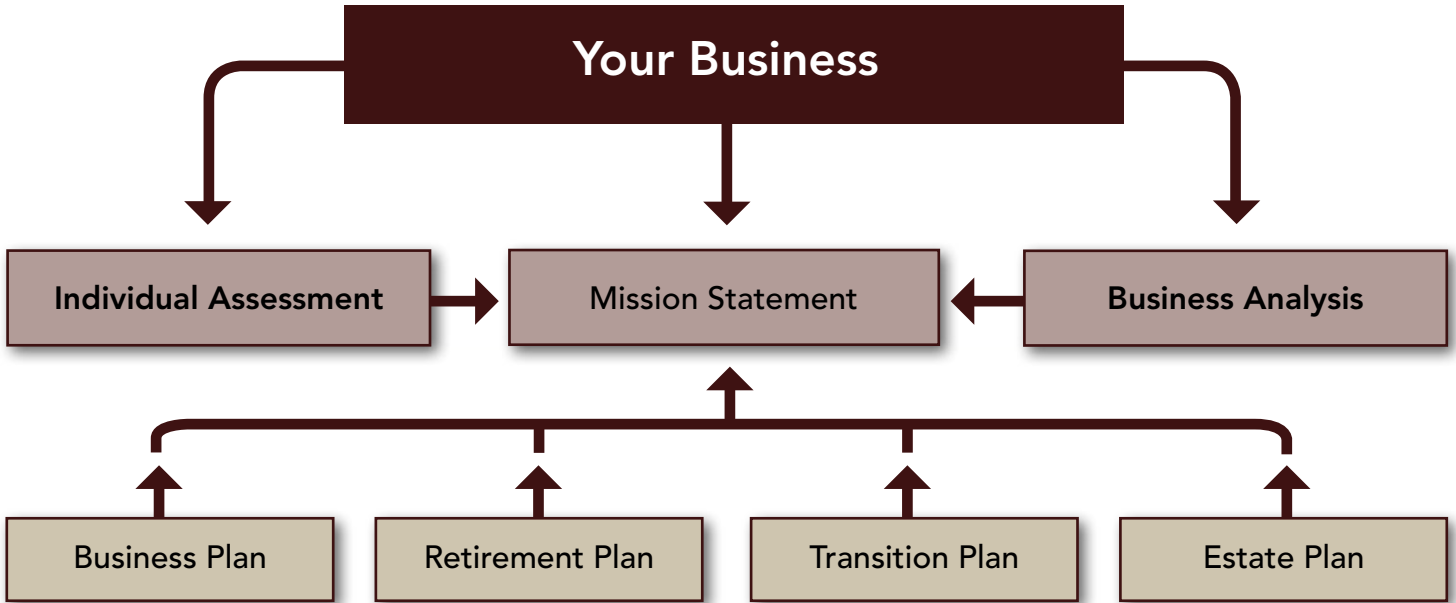 Your Business
Individual Assessment
Mission Statement
Business Analysis
Business Plan
Retirement Plan
Transition Plan
Estate Plan